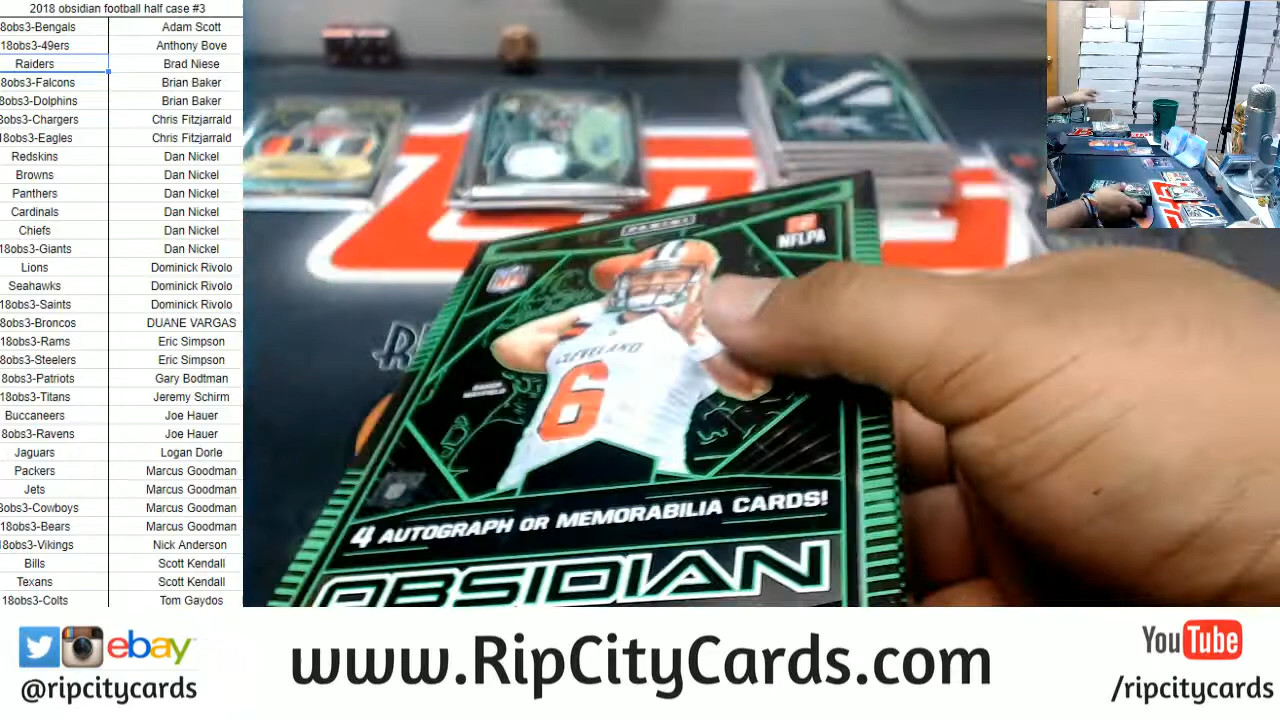 2018 obsidian football half case #3
8obs3-Bengals Adam Scott
18obs3-49ers Anthony Bove
Raiders Brad Niese
8obs3-Falcons Brian Baker
8obs3-Dolphins Brian Baker
8obs3-Chargers Chris Fitzjarrald
18obs3-Eagles Chris Fitzjarrald
Redskins Dan Nickel
Browns Dan Nickel
Panthers Dan Nickel
Cardinals Dan Nickel
Chiefs Dan Nickel
18obs3-Giants Dan Nickel
Lions Dominick Rivolo
Seahawks Dominick Rivolo
18obs3-Saints Dominick Rivolo
8obs3-Broncos DUANE VARGAS
18obs3-Rams Eric Simpson
8obs3-Steelers Eric Simpson
8obs3-Patriots Gary Bodtman
18obs3-Titans Jeremy Schirm
Buccaneers Joe Hauer
8obs3-Ravens Joe Hauer
Jaguars Logan Dorle
Packers Marcus Goodman
Jets Marcus Goodman
8obs3-Cowboys Marcus Goodman
18obs3-Bears Marcus Goodman
18obs3-Vikings Nick Anderson
Bills Scott Kendall
Texans Scott Kendall
18obs3-Colts Tom Gaydos
PANINI
NFL
NFLPA
CLEVELAND
6
BAKER
MAYFIELD
4 AUTOGRAPH OR MEMORABILIA CARDS!
OBSIDIAN
ebay
@ripcitycards
www.RipCityCards.com
YouTube
/ripcitycards